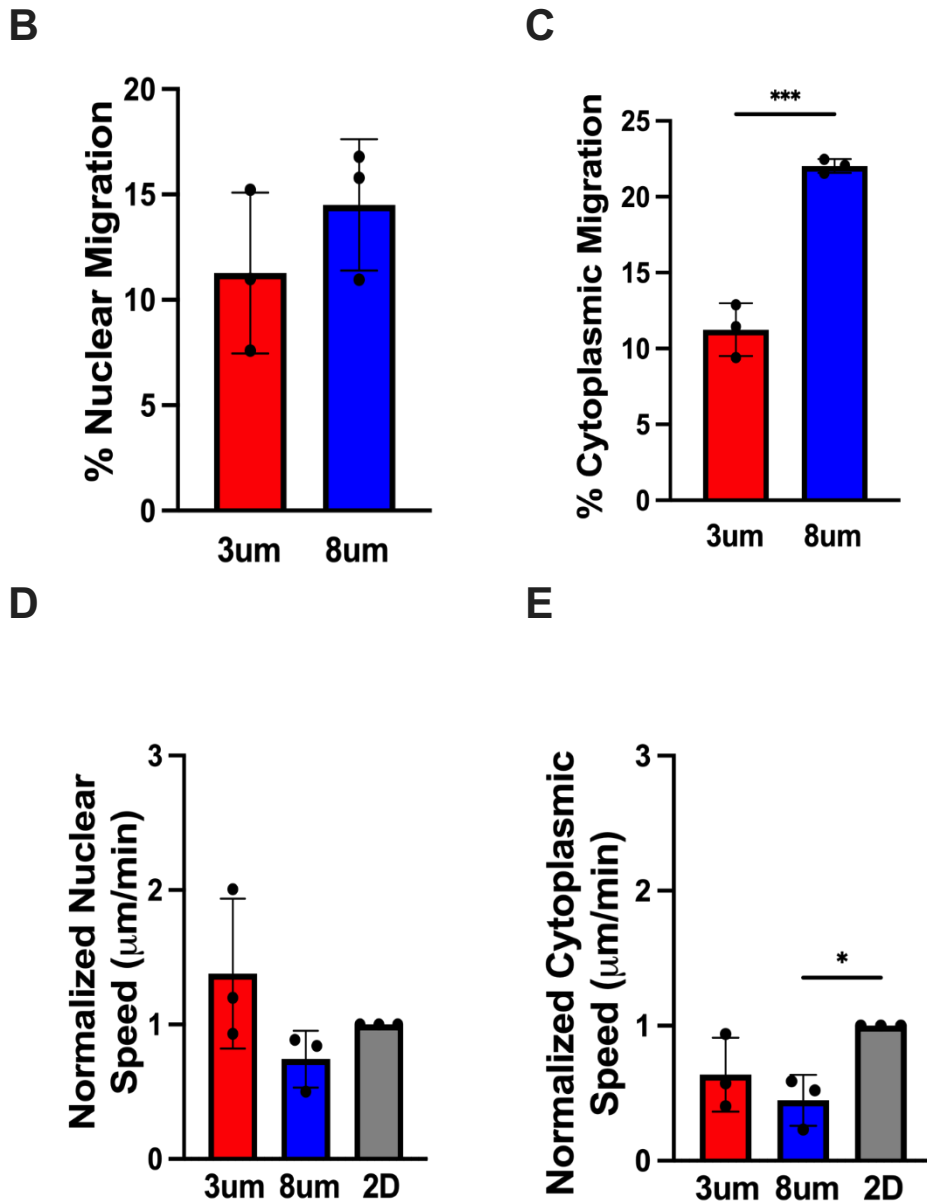 B
% Nuclear Migration
20
15
10
5
0
3um 8um
C
% Cytoplasmic Migration
25
20
15
10
5
0
***
3um 8um
D
Normalized Nuclear
Speed (μm/min)
3
2
1
0
3um 8um 2D
E
Normalized Cytoplasmic
Speed (μm/min)
3
2
1
0
*
3um 8um 2D